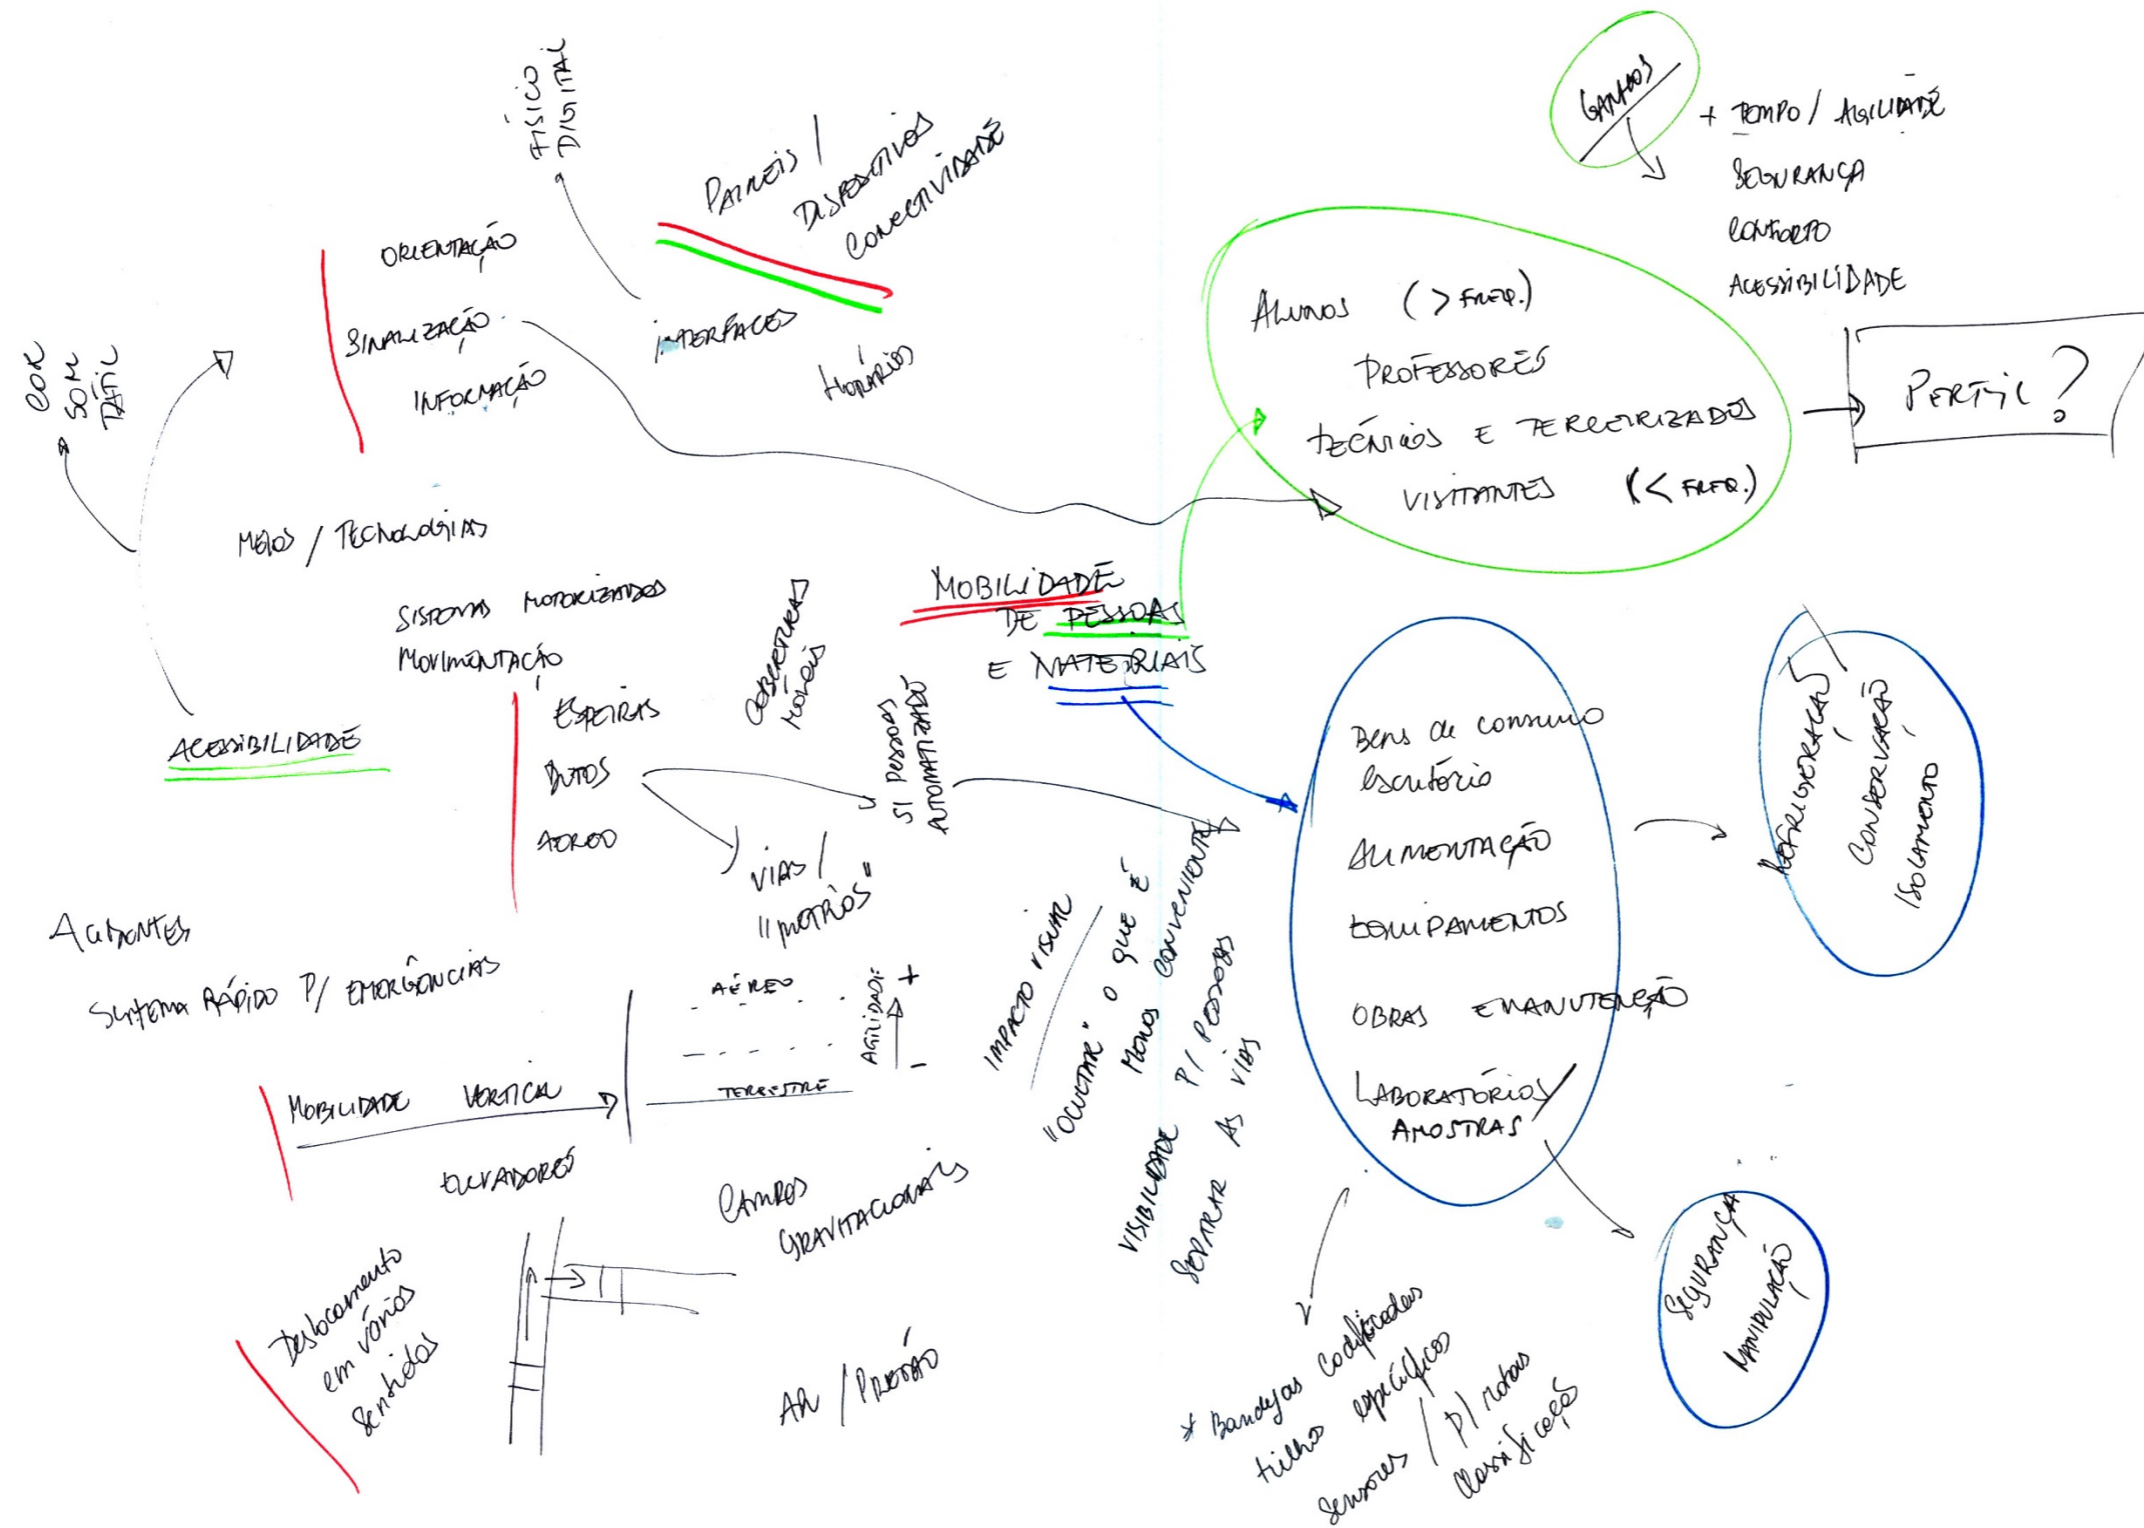 FÍSICO
DIGITAL
PAINÉIS /
DISPOSITIVOS
CONECTIVIDADE
GANHOS
+ TEMPO / AGILIDADE
SEGURANÇA
CONFORTO
ACESSIBILIDADE
ORIENTAÇÃO
SINALIZAÇÃO
INFORMAÇÃO
INTERFACES
HORÁRIOS
COR
SOM
TÁTIL
ALUNOS (> FREQ.)
PROFESSORES
TÉCNICOS E TERCEIRIZADOS
VISITANTES (< FREQ.)
PERFIL?
MEIOS / TECNOLOGIAS
SISTEMAS MOTORIZADOS
MOVIMENTAÇÃO
ESTEIRAS
DUTOS
AÉREO
COBERTURAS
MÓVEIS
MOBILIDADE
DE PESSOAS
E MATERIAIS
ACESSIBILIDADE
S/ PESSOAS
AUTOMATIZADO
VIAS /
"METRÔS"
Bens de consumo
escritório
ALIMENTAÇÃO
EQUIPAMENTOS
OBRAS E MANUTENÇÃO
LABORATÓRIOS/
AMOSTRAS
REFRIGERAÇÃO
CONSERVAÇÃO
ISOLAMENTO
ACIDENTES
SISTEMA RÁPIDO P/ EMERGÊNCIAS
MOBILIDADE VERTICAL
AÉREO
TERRESTRE
AGILIDADE
+
-
ELEVADORES
CAMPOS
GRAVITACIONAIS
IMPACTO VISUAL
"OCULTAR" O QUE É
MENOS CONVENIENTE
VISIBILIDADE P/ PESSOAS
SEPARAR AS VIAS
Deslocamento
em vários
sentidos
AR / PRESSÃO
SEGURANÇA
MANIPULAÇÃO
* Bandejas codificadas
trilho específicos
sensores / P/ rotas
classificação